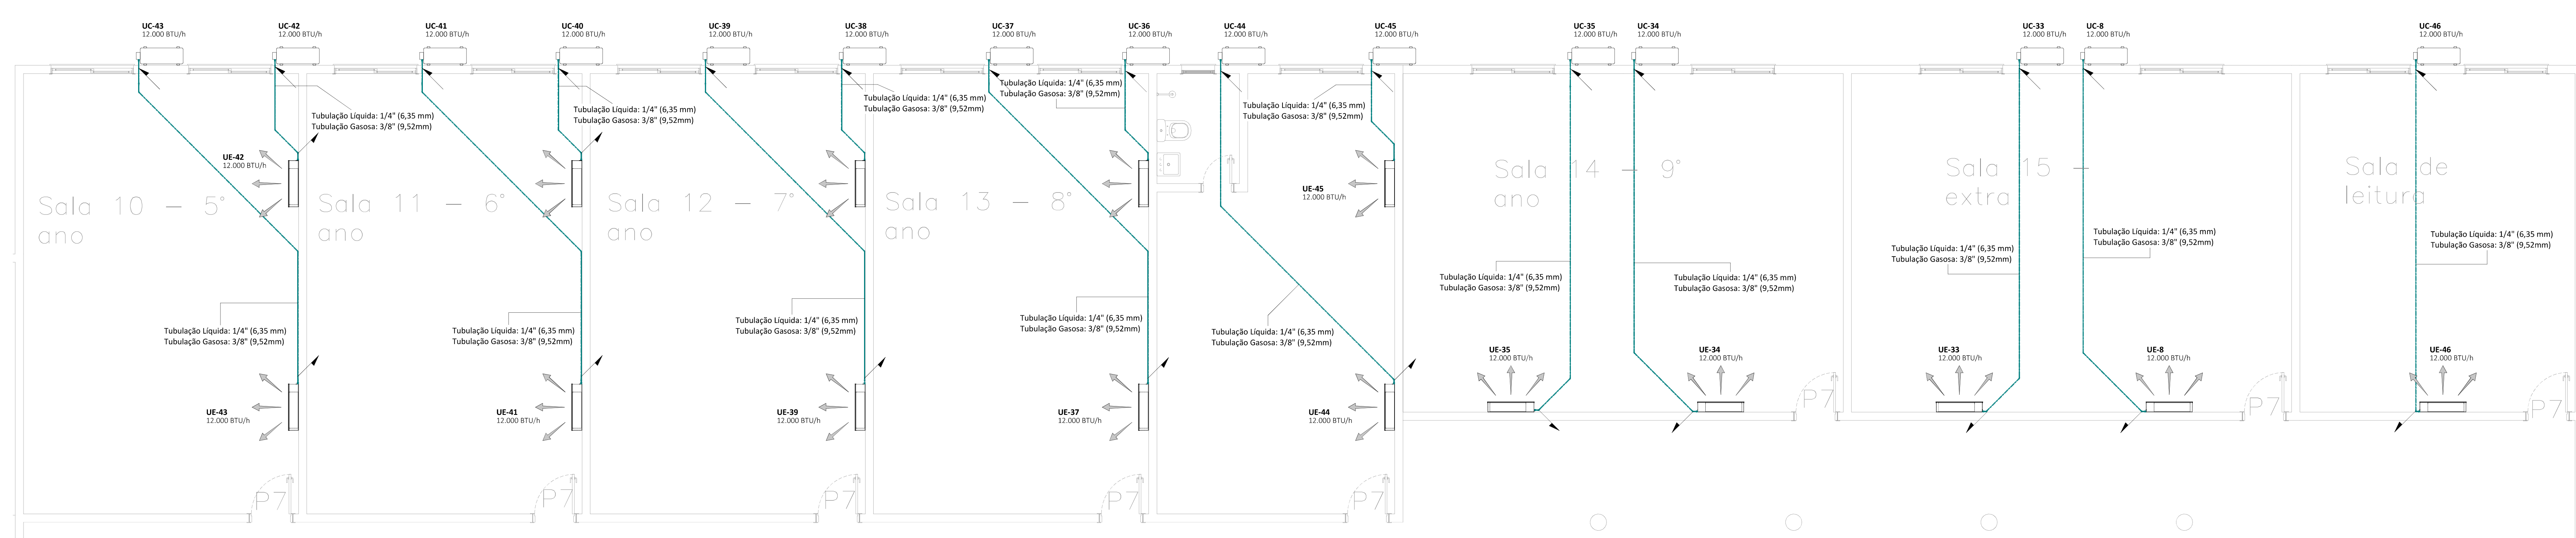 UC-43
12.000 BTU/h
UC-42
12.000 BTU/h
UC-41
12.000 BTU/h
UC-40
12.000 BTU/h
UC-39
12.000 BTU/h
UC-38
12.000 BTU/h
UC-37
12.000 BTU/h
UC-36
12.000 BTU/h
UC-44
12.000 BTU/h
UC-45
12.000 BTU/h
UC-35
12.000 BTU/h
UC-34
12.000 BTU/h
UC-33
12.000 BTU/h
UC-8
12.000 BTU/h
UC-46
12.000 BTU/h
Tubulação Líquida: 1/4" (6,35 mm)
Tubulação Gasosa: 3/8" (9,52mm)
Tubulação Líquida: 1/4" (6,35 mm)
Tubulação Gasosa: 3/8" (9,52mm)
Tubulação Líquida: 1/4" (6,35 mm)
Tubulação Gasosa: 3/8" (9,52mm)
Tubulação Líquida: 1/4" (6,35 mm)
Tubulação Gasosa: 3/8" (9,52mm)
Tubulação Líquida: 1/4" (6,35 mm)
Tubulação Gasosa: 3/8" (9,52mm)
UE-42
12.000 BTU/h
UE-45
12.000 BTU/h
Sala 10 - 5°
ano
Sala 11 - 6°
ano
Sala 12 - 7°
ano
Sala 13 - 8°
ano
Sala 14 - 9°
ano
Sala 15 -
extra
Sala de
leitura
Tubulação Líquida: 1/4" (6,35 mm)
Tubulação Gasosa: 3/8" (9,52mm)
Tubulação Líquida: 1/4" (6,35 mm)
Tubulação Gasosa: 3/8" (9,52mm)
Tubulação Líquida: 1/4" (6,35 mm)
Tubulação Gasosa: 3/8" (9,52mm)
Tubulação Líquida: 1/4" (6,35 mm)
Tubulação Gasosa: 3/8" (9,52mm)
Tubulação Líquida: 1/4" (6,35 mm)
Tubulação Gasosa: 3/8" (9,52mm)
Tubulação Líquida: 1/4" (6,35 mm)
Tubulação Gasosa: 3/8" (9,52mm)
Tubulação Líquida: 1/4" (6,35 mm)
Tubulação Gasosa: 3/8" (9,52mm)
Tubulação Líquida: 1/4" (6,35 mm)
Tubulação Gasosa: 3/8" (9,52mm)
Tubulação Líquida: 1/4" (6,35 mm)
Tubulação Gasosa: 3/8" (9,52mm)
Tubulação Líquida: 1/4" (6,35 mm)
Tubulação Gasosa: 3/8" (9,52mm)
UE-35
12.000 BTU/h
UE-34
12.000 BTU/h
UE-33
12.000 BTU/h
UE-8
12.000 BTU/h
UE-46
12.000 BTU/h
UE-43
12.000 BTU/h
UE-41
12.000 BTU/h
UE-39
12.000 BTU/h
UE-37
12.000 BTU/h
UE-44
12.000 BTU/h
P7
P7
P7
P7
P7
P7
P7
P7